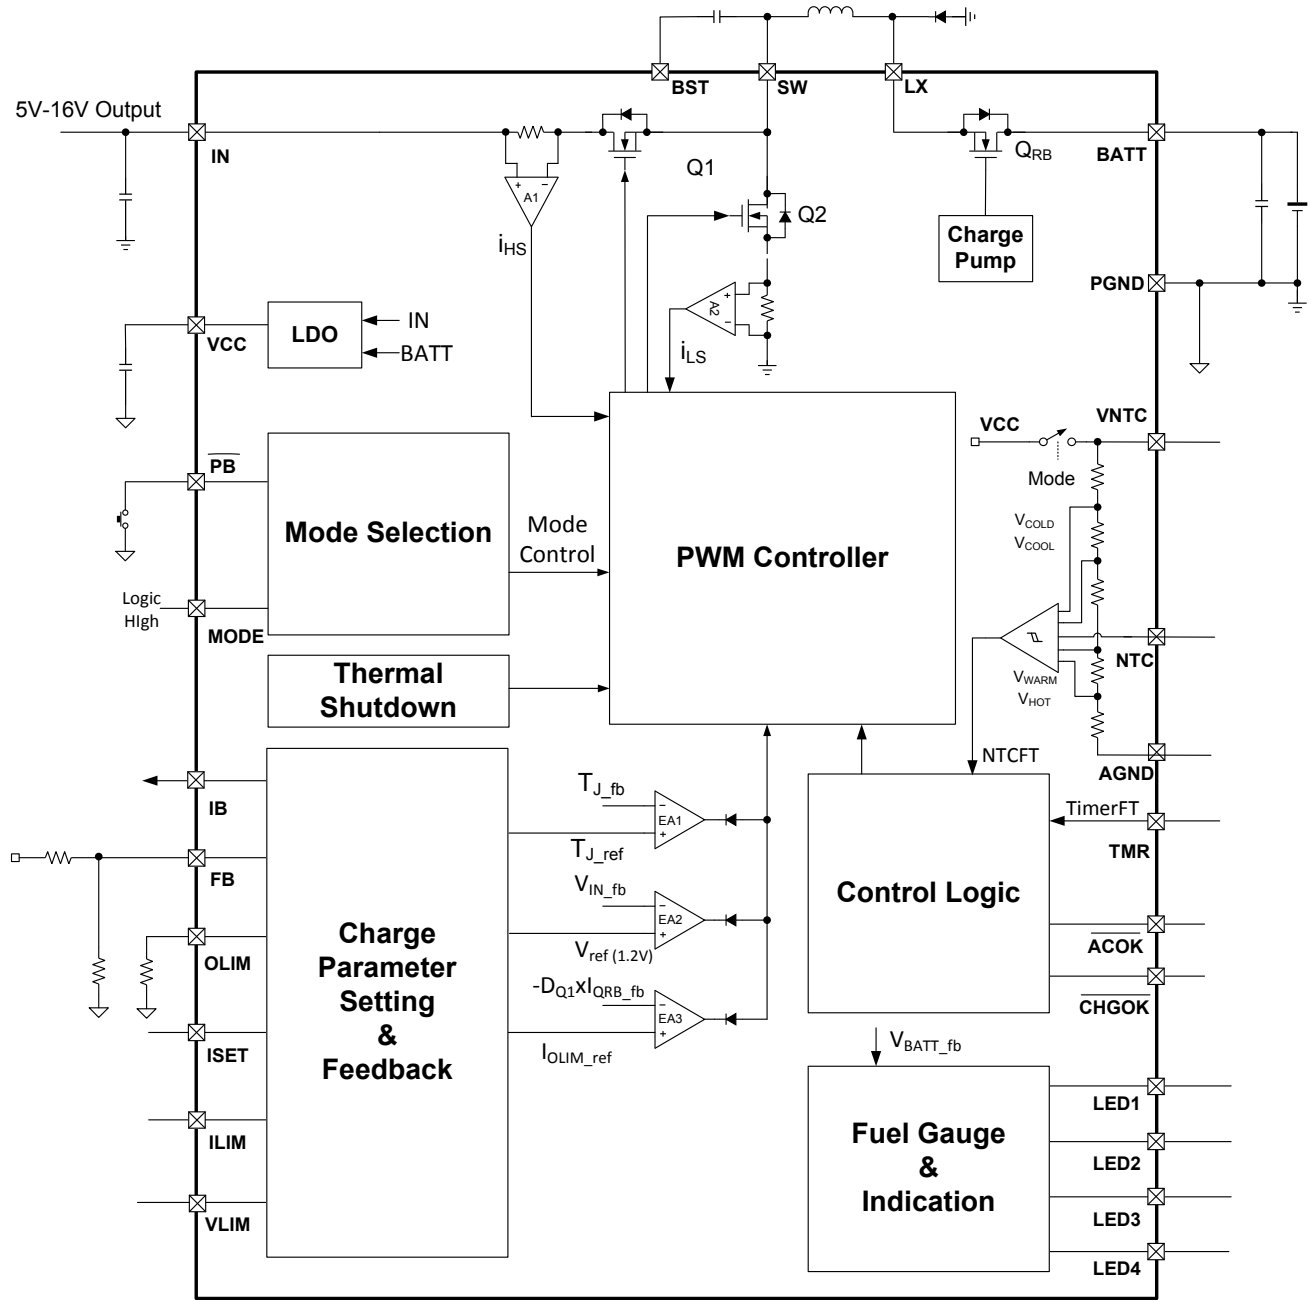 BST
SW
LX
5V-16V Output
IN
Q1
QRB
BATT
A1
+ −
iHS
Q2
Charge
Pump
PGND
VCC
LDO
IN
BATT
A2
+
−
iLS
PB
Mode Selection
Mode
Control
PWM Controller
VCC
VNTC
Mode
VCOLD
VCOOL
Logic
HIgh
MODE
NTC
VWARM
VHOT
Thermal
Shutdown
NTCFT
AGND
IB
TJ_fb
−
EA1
+
TJ_ref
TimerFT
TMR
FB
VIN_fb
−
EA2
+
Vref (1.2V)
Control Logic
ACOK
OLIM
Charge
Parameter
Setting
&
Feedback
-DQ1xIQRB_fb
−
EA3
+
IOLIM_ref
CHGOK
ISET
VBATT_fb
ILIM
VLIM
Fuel Gauge
&
Indication
LED1
LED2
LED3
LED4